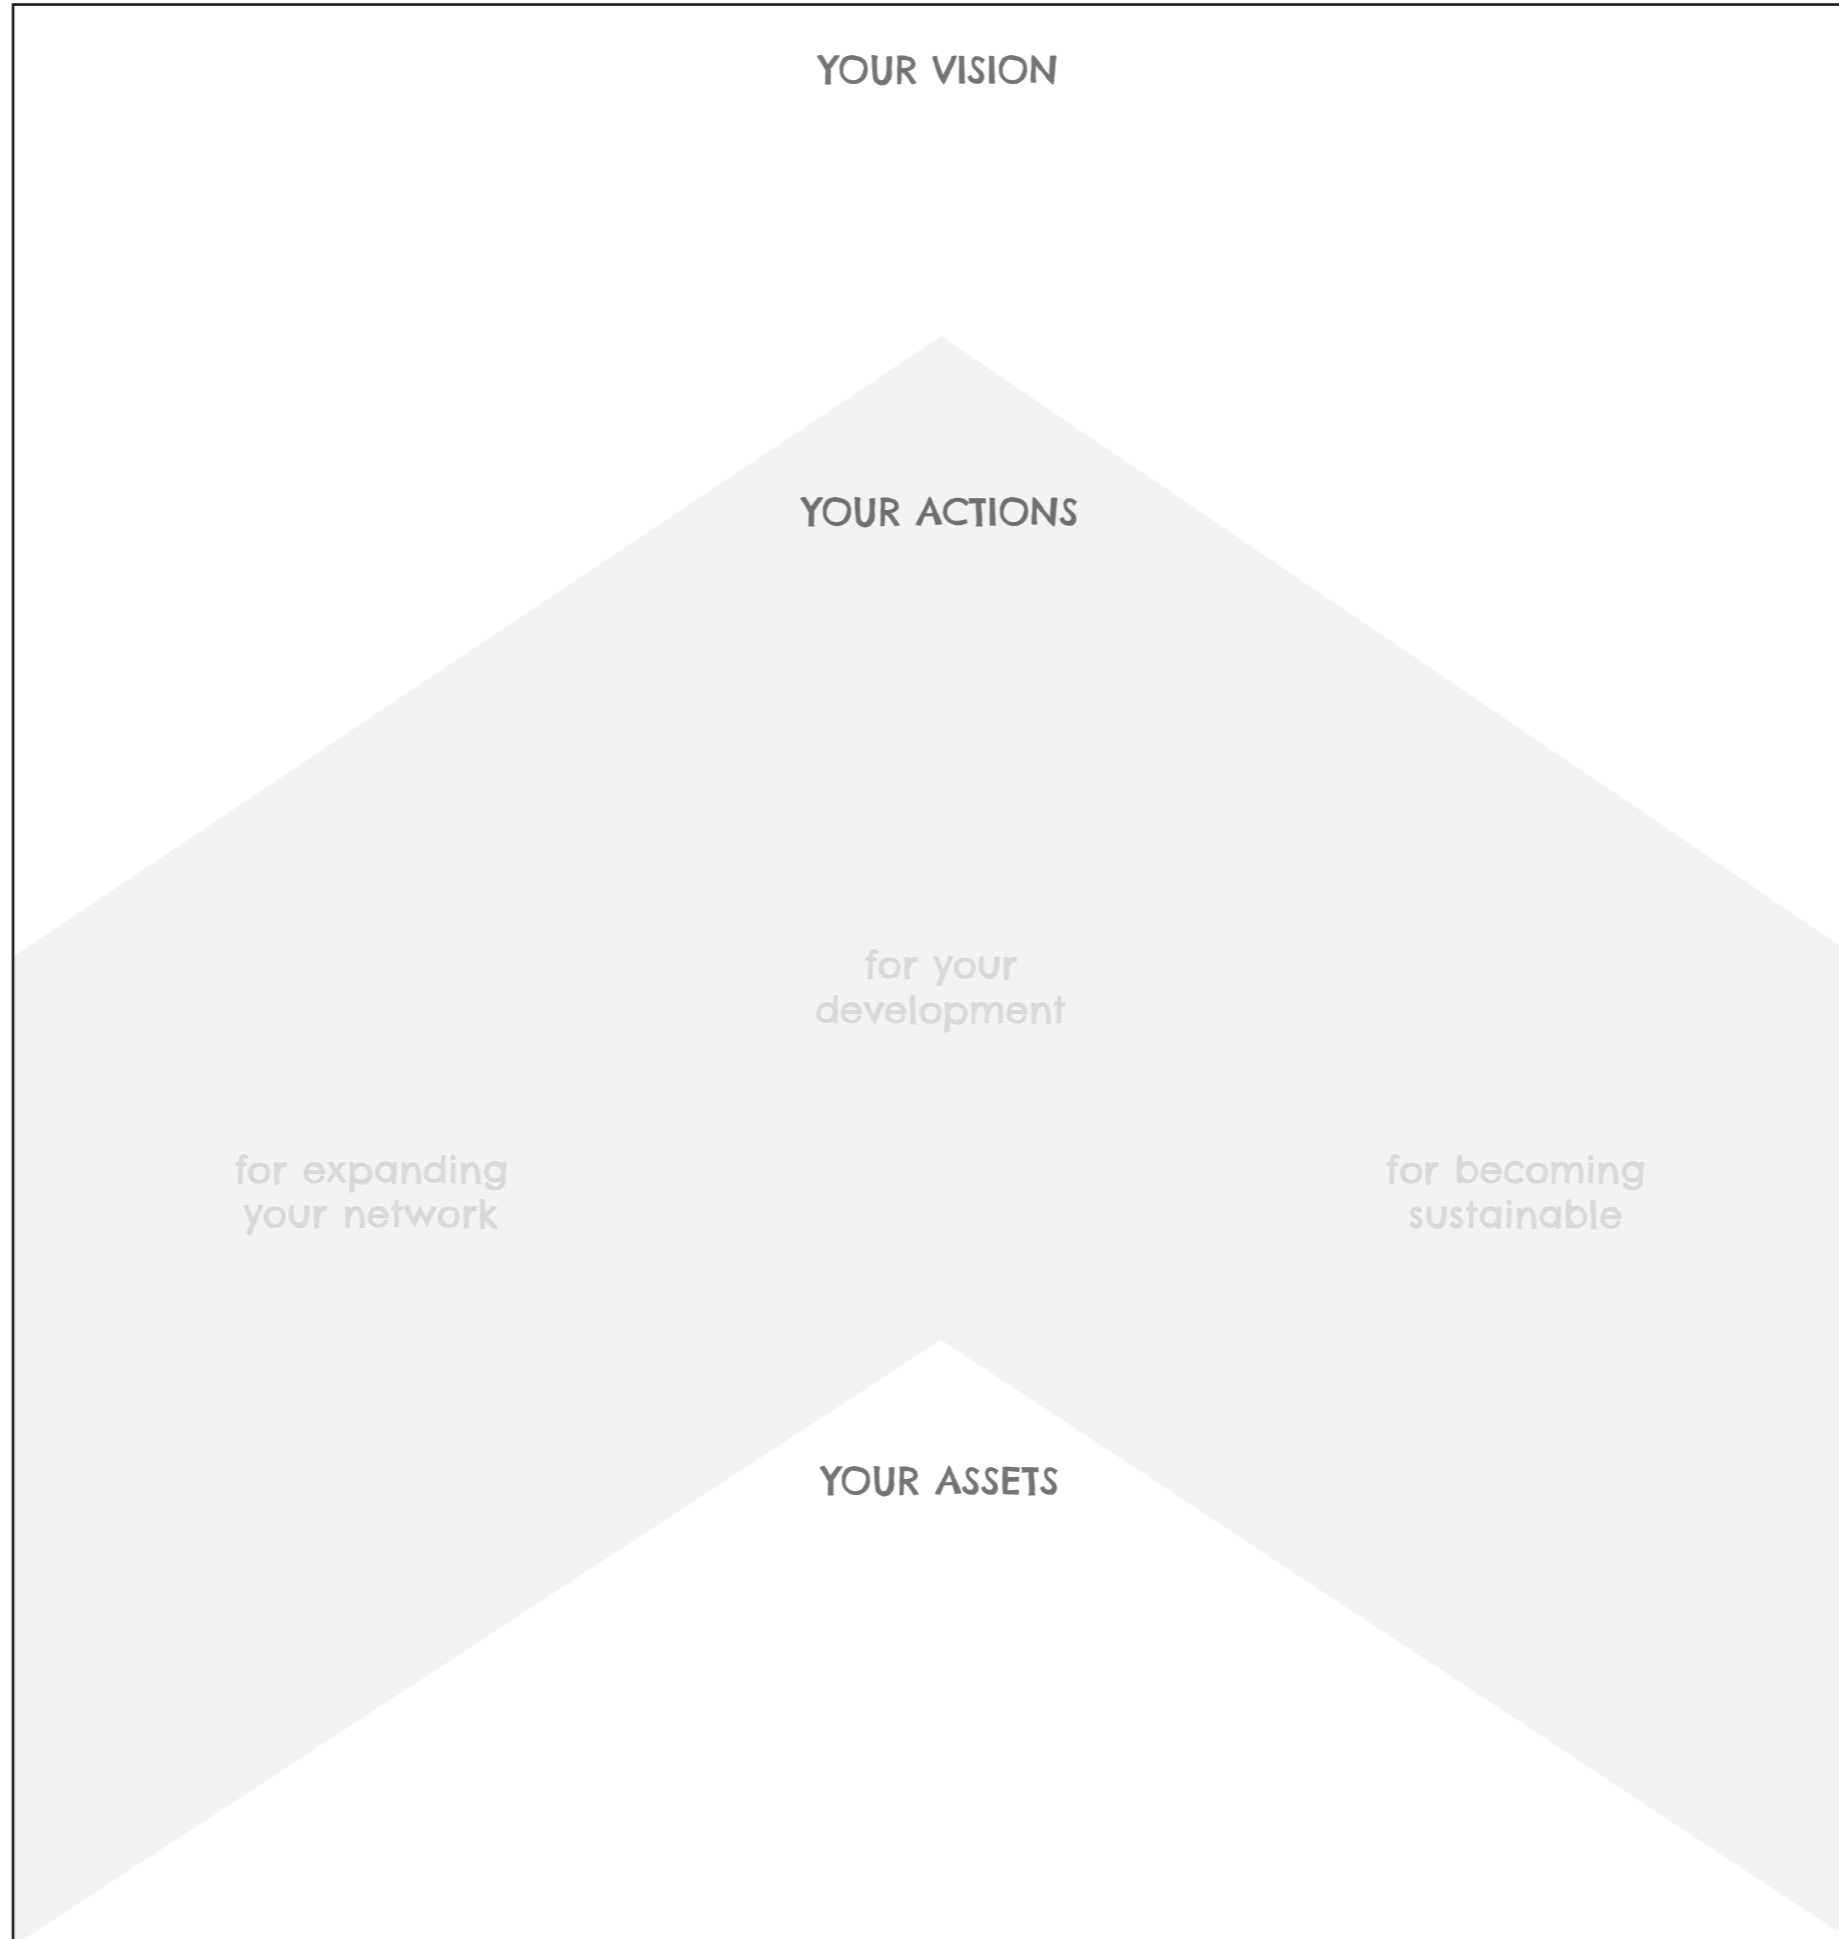 YOUR VISION
YOUR ACTIONS
for your
development
for expanding
your network
for becoming
sustainable
YOUR ASSETS